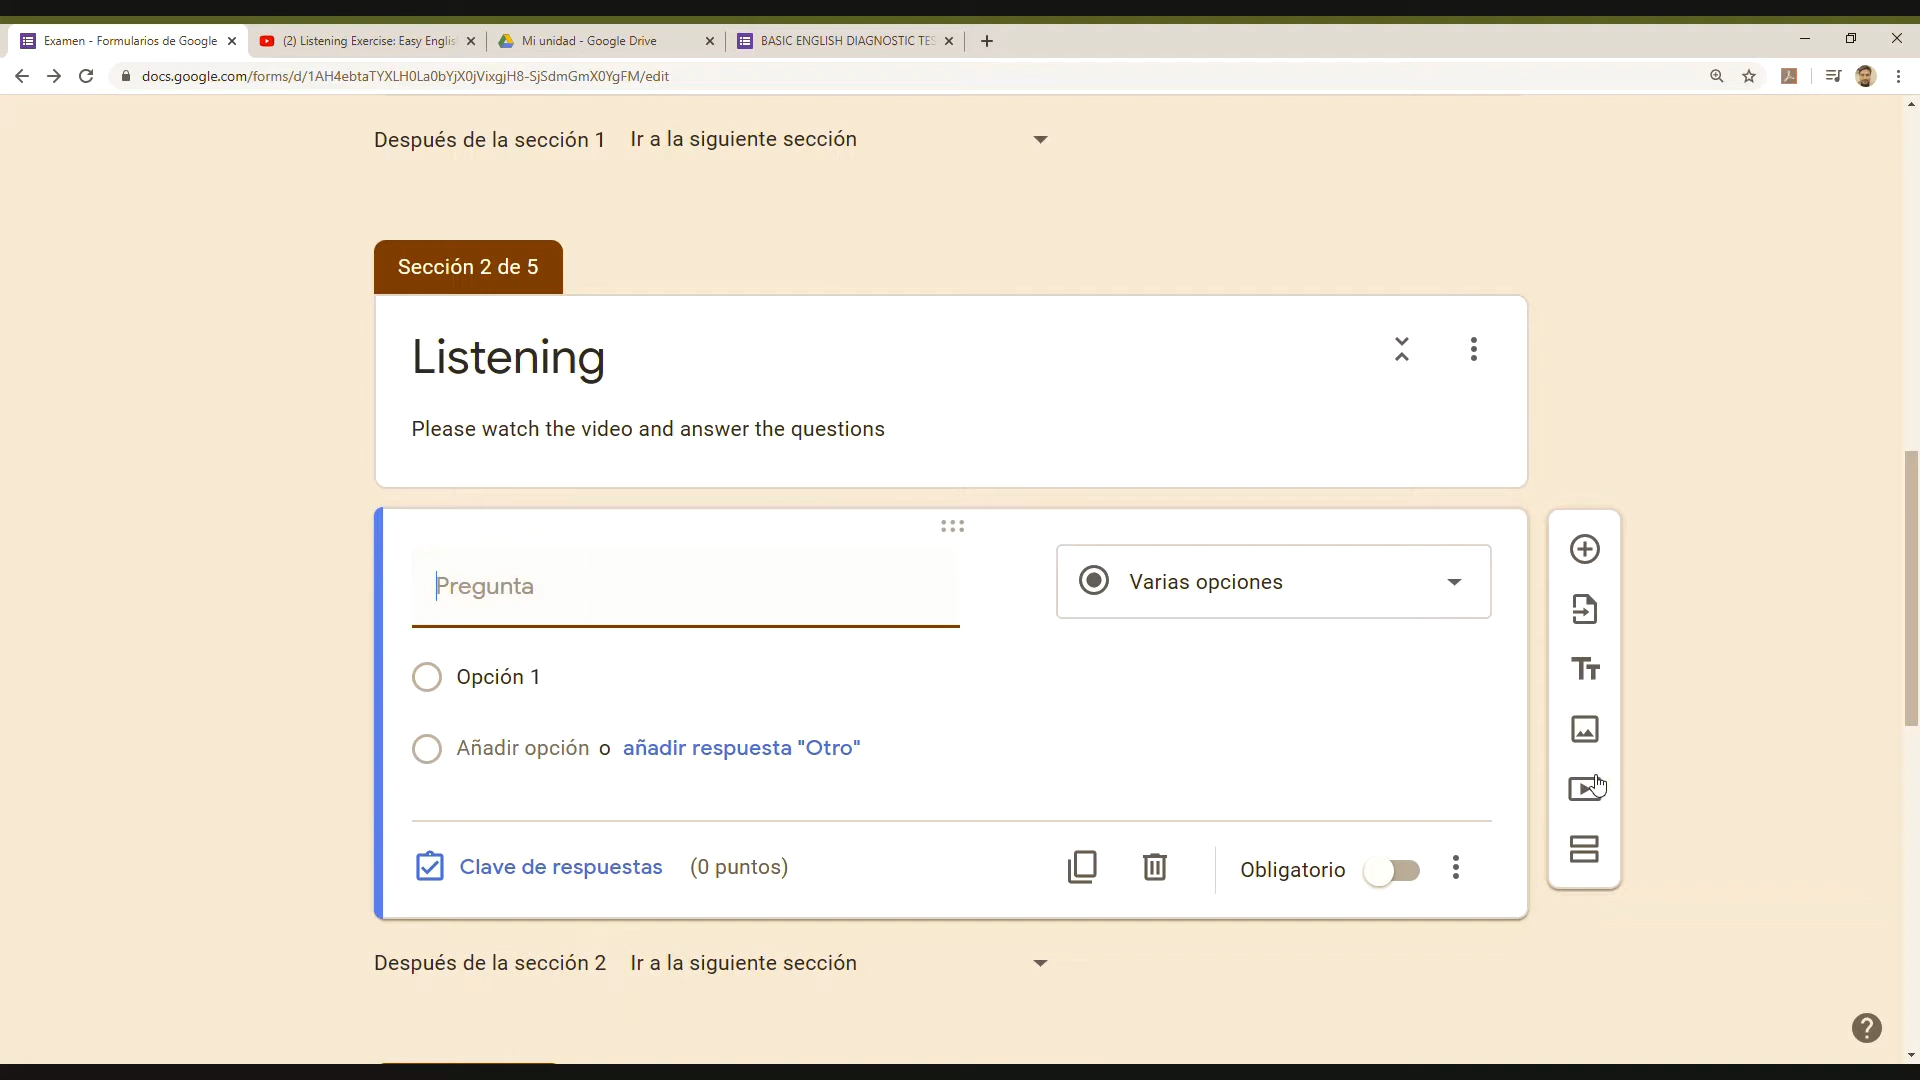 Examen - Formularios de Google
(2) Listening Exercise: Easy Englis
Mi unidad - Google Drive
BASIC ENGLISH DIAGNOSTIC TES
docs.google.com/forms/d/1AH4ebtaTYXLH0La0bYjX0jVixgjH8-SjSdmGmX0YgFM/edit
Después de la sección 1 Ir a la siguiente sección
Sección 2 de 5
Listening
Please watch the video and answer the questions
Pregunta
Varias opciones
Opción 1
Añadir opción o añadir respuesta "Otro"
Clave de respuestas (0 puntos)
Obligatorio
Después de la sección 2 Ir a la siguiente sección